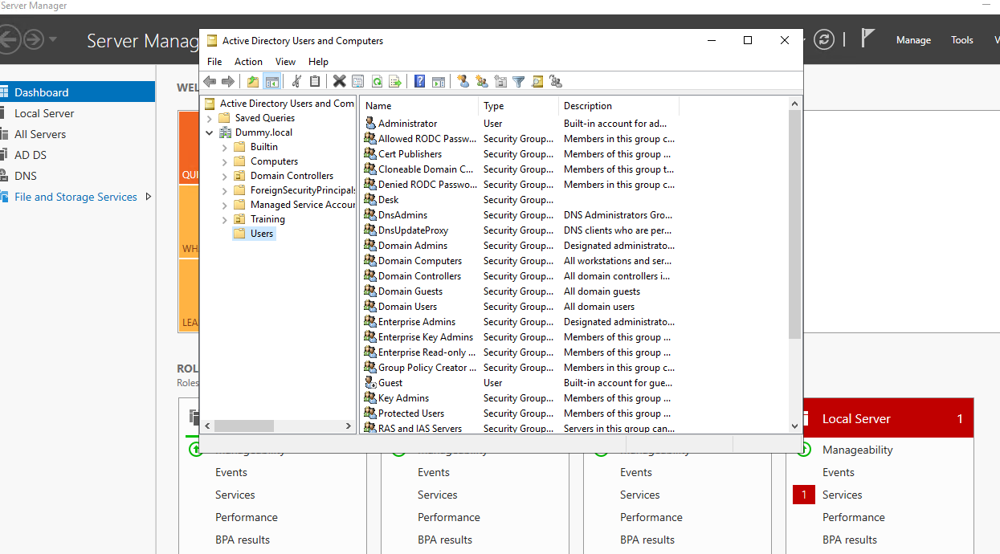 Server Manager
Server Manag
Manage Tools V
Dashboard
Local Server
All Servers
AD DS
DNS
File and Storage Services
WEL
QUI
WH
LEA
ROL
Roles
Active Directory Users and Computers
File Action View Help
Active Directory Users and Com
Saved Queries
Dummy.local
Builtin
Computers
Domain Controllers
ForeignSecurityPrincipals
Managed Service Accour
Training
Users
Name Type Description
Administrator User Built-in account for ad...
Allowed RODC Passw... Security Group... Members in this group c...
Cert Publishers Security Group... Members of this group ...
Cloneable Domain C... Security Group... Members of this group t...
Denied RODC Passwo... Security Group... Members in this group c...
Desk Security Group...
DnsAdmins Security Group... DNS Administrators Gro...
DnsUpdateProxy Security Group... DNS clients who are per...
Domain Admins Security Group... Designated administrato...
Domain Computers Security Group... All workstations and ser...
Domain Controllers Security Group... All domain controllers i...
Domain Guests Security Group... All domain guests
Domain Users Security Group... All domain users
Enterprise Admins Security Group... Designated administrato...
Enterprise Key Admins Security Group... Members of this group ...
Enterprise Read-only ... Security Group... Members of this group ...
Group Policy Creator ... Security Group... Members in this group c...
Guest User Built-in account for gue...
Key Admins Security Group... Members of this group ...
Protected Users Security Group... Members of this group ...
RAS and IAS Servers Security Group... Servers in this group can...
Local Server 1
Manageability Manageability Manageability Manageability
Events Events Events Events
Services Services Services 1 Services
Performance Performance Performance Performance
BPA results BPA results BPA results BPA results